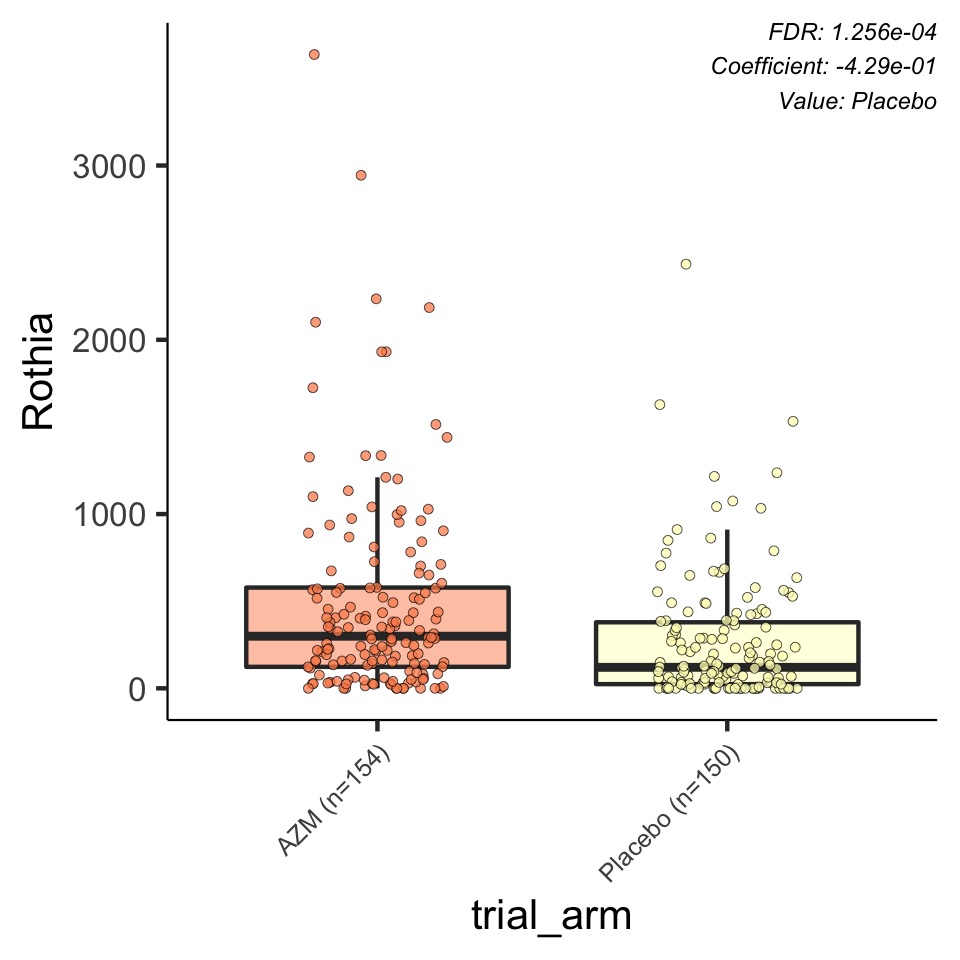 FDR: 1.256e-04
Coefficient: -4.29e-01
Value: Placebo
3000
2000
1000
0
Rothia
AZM (n=154)
Placebo (n=150)
trial_arm